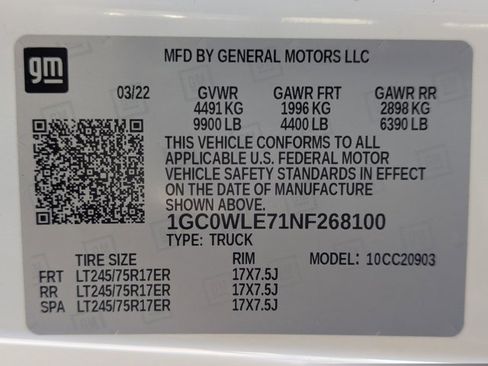 gm
MFD BY GENERAL MOTORS LLC
03/22 GVWR GAWR FRT GAWR RR
4491 KG 1996 KG 2898 KG
9900 LB 4400 LB 6390 LB
THIS VEHICLE CONFORMS TO ALL
APPLICABLE U.S. FEDERAL MOTOR
VEHICLE SAFETY STANDARDS IN EFFECT
ON THE DATE OF MANUFACTURE
SHOWN ABOVE.
1GC0WLE71NF268100
TYPE: TRUCK MODEL: 10CC20903
TIRE SIZE RIM
FRT LT245/75R17ER 17X7.5J
RR LT245/75R17ER 17X7.5J
SPA LT245/75R17ER 17X7.5J